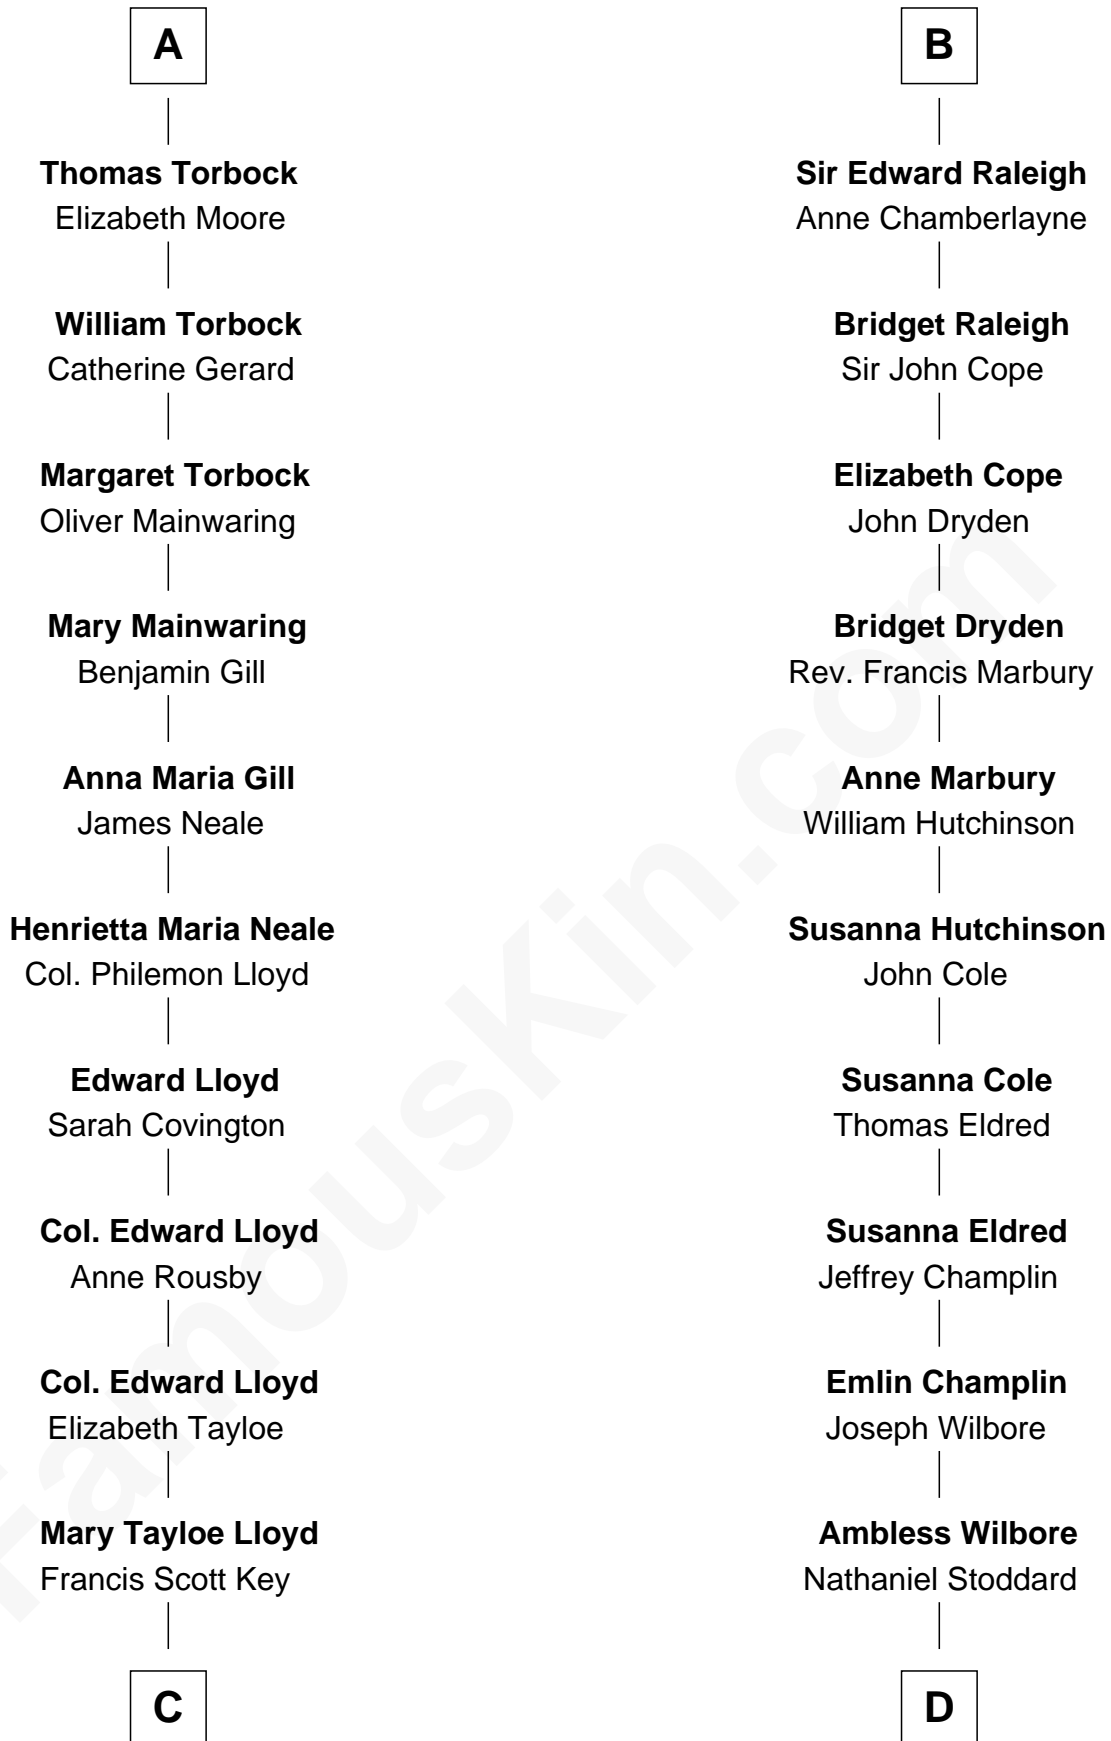 A
Thomas Torbock
Elizabeth Moore
William Torbock
Catherine Gerard
Margaret Torbock
Oliver Mainwaring
Mary Mainwaring
Benjamin Gill
Anna Maria Gill
James Neale
Henrietta Maria Neale
Col. Philemon Lloyd
Edward Lloyd
Sarah Covington
Col. Edward Lloyd
Anne Rousby
Col. Edward Lloyd
Elizabeth Tayloe
Mary Tayloe Lloyd
Francis Scott Key
C
B
Sir Edward Raleigh
Anne Chamberlayne
Bridget Raleigh
Sir John Cope
Elizabeth Cope
John Dryden
Bridget Dryden
Rev. Francis Marbury
Anne Marbury
William Hutchinson
Susanna Hutchinson
John Cole
Susanna Cole
Thomas Eldred
Susanna Eldred
Jeffrey Champlin
Emlin Champlin
Joseph Wilbore
Ambless Wilbore
Nathaniel Stoddard
D
FamousKin.com